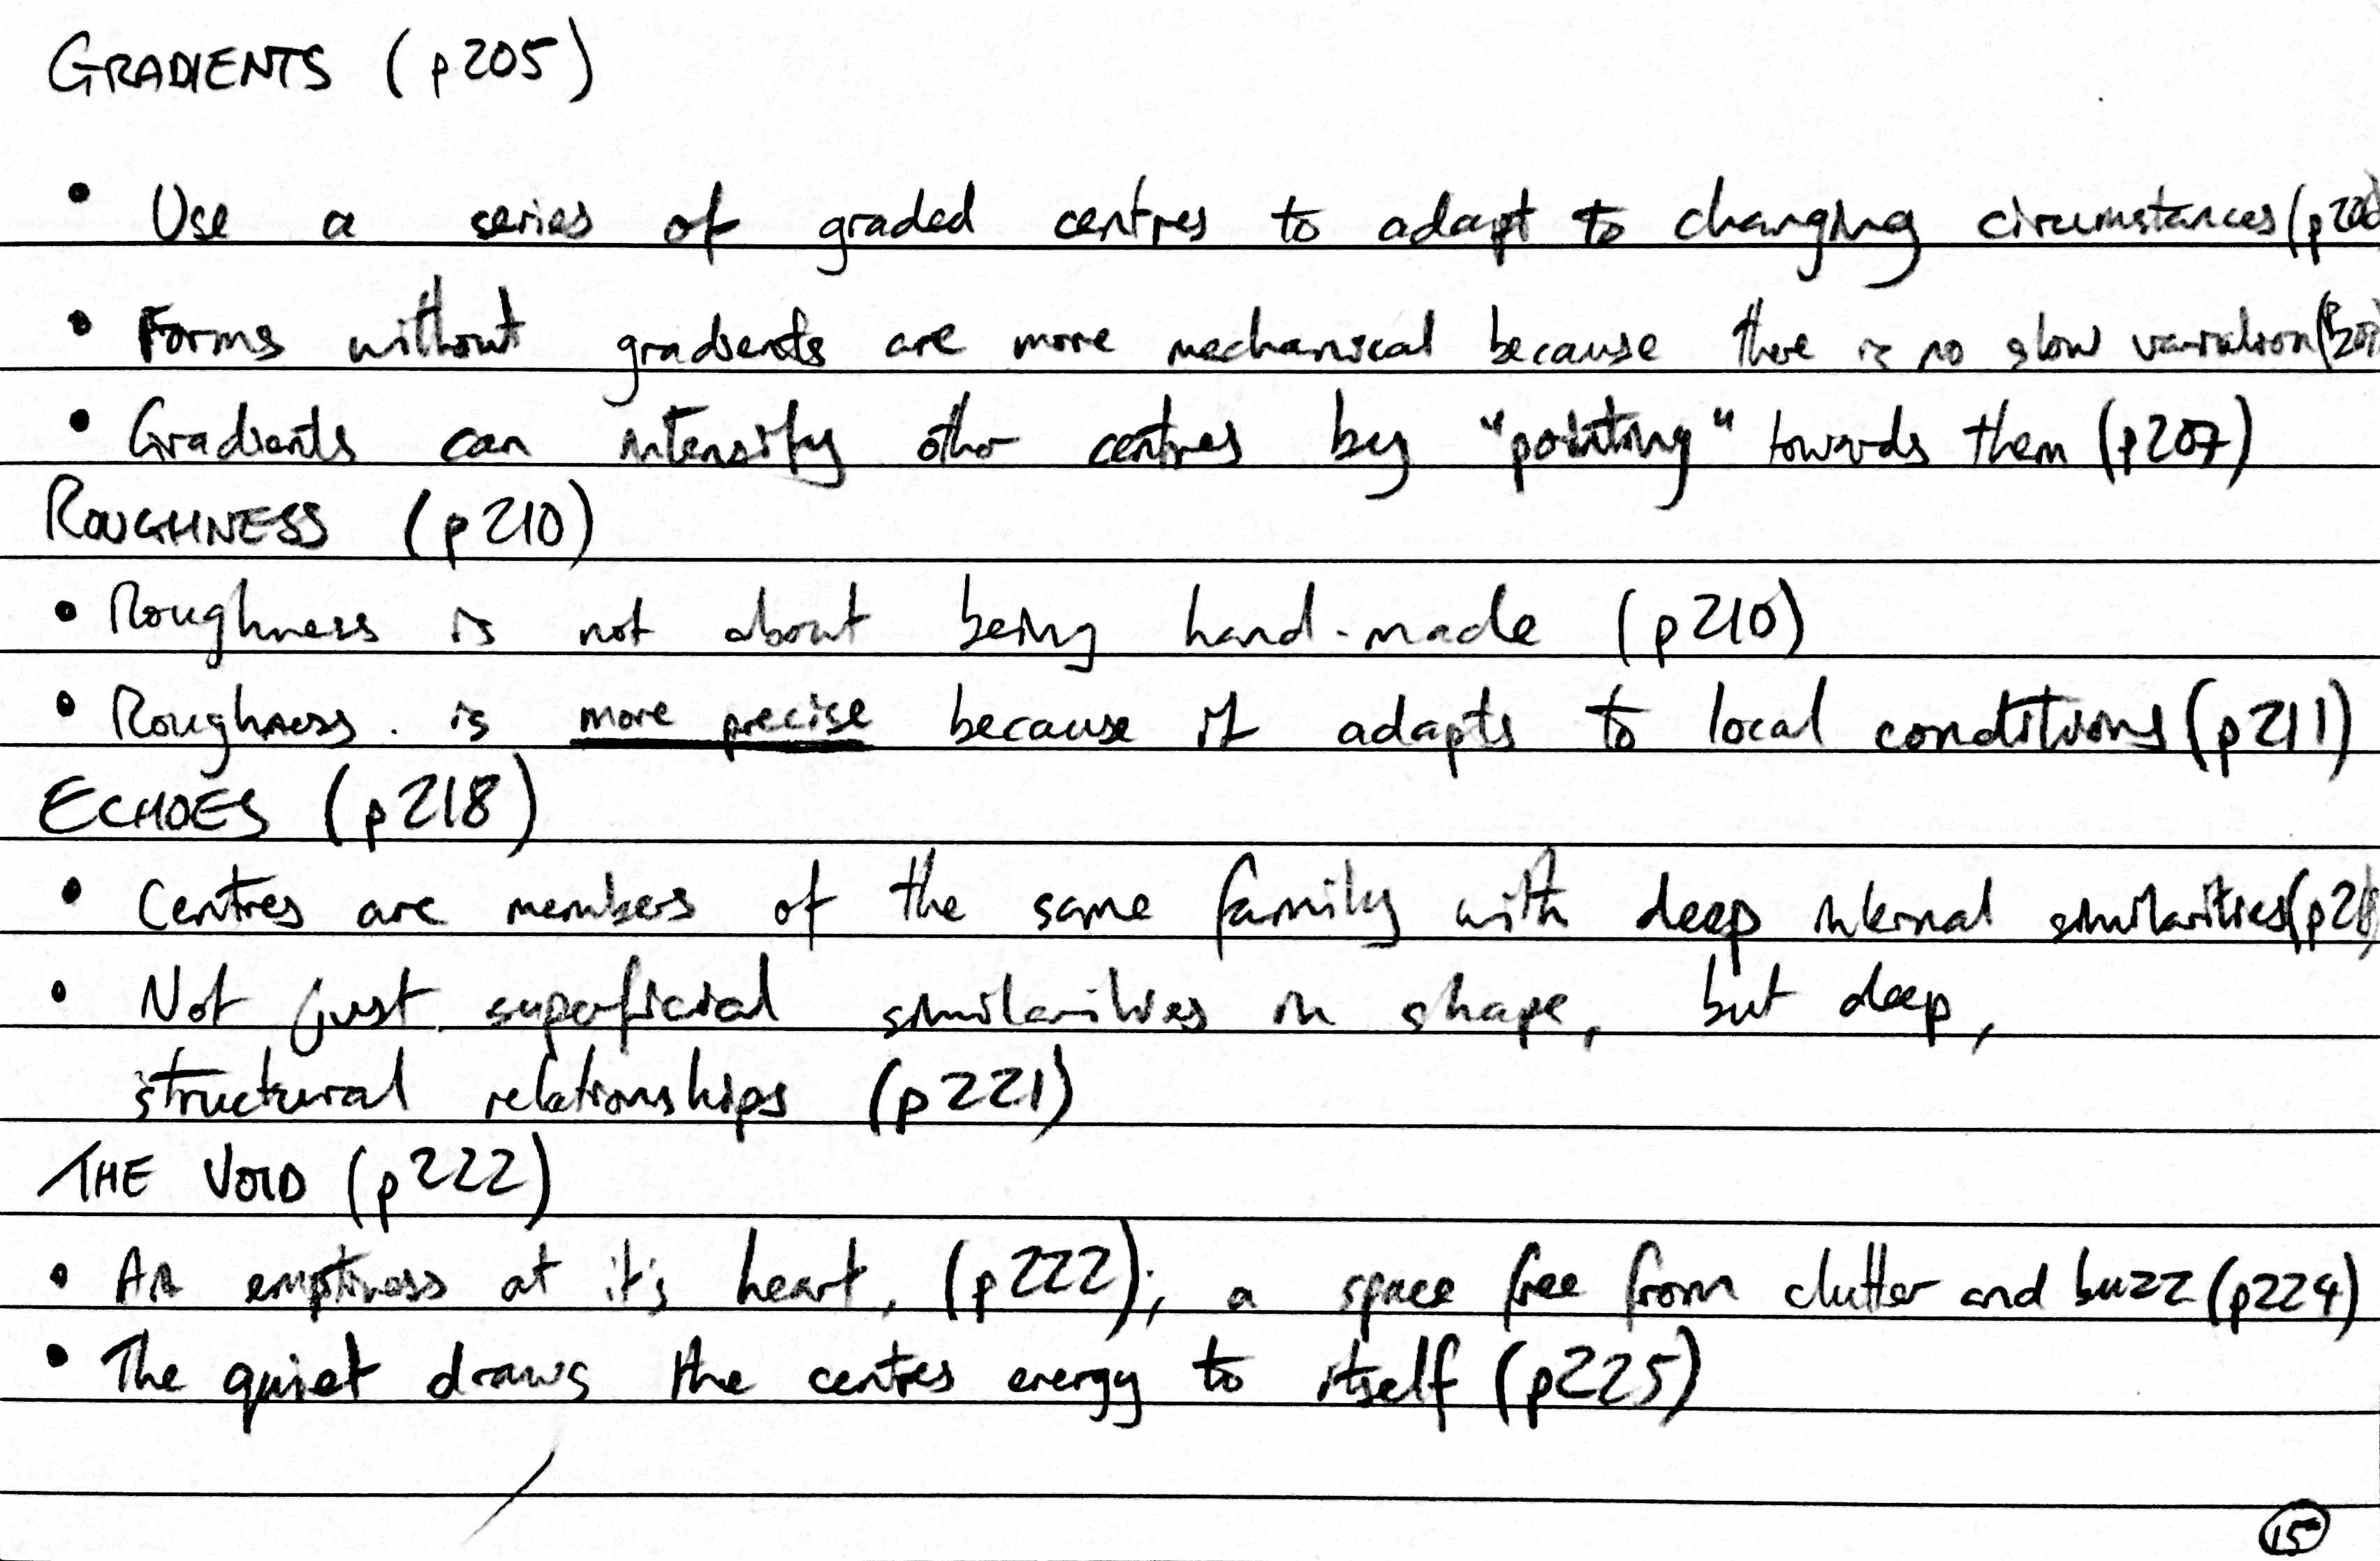 GRADIENTS (p205)
• Use a series of graded centres to adapt to changing circumstances (p20
• Forms without gradients are more mechanical because there is no slow variation (p20
• Gradients can intensify other centres by "pointing" towards them (p207)
ROUGHNESS (p210)
• Roughness is not about being hand-made (p210)
• Roughness is more precise because it adapts to local conditions (p211)
ECHOES (p218)
• Centres are members of the same family with deep internal similarities (p21
• Not just superficial similarities in shape, but deep,
structural relationships (p221)
THE VOID (p222)
• An emptiness at it's heart, (p222); a space free from clutter and buzz (p224)
• The quiet draws the centres energy to itself (p225)
15